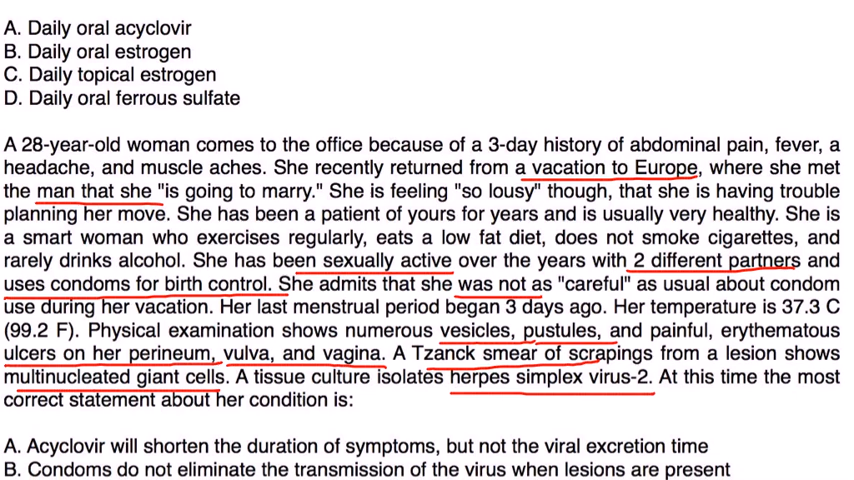 A. Daily oral acyclovir
B. Daily oral estrogen
C. Daily topical estrogen
D. Daily oral ferrous sulfate
A 28-year-old woman comes to the office because of a 3-day history of abdominal pain, fever, a
headache, and muscle aches. She recently returned from a vacation to Europe, where she met
the man that she "is going to marry." She is feeling "so lousy" though, that she is having trouble
planning her move. She has been a patient of yours for years and is usually very healthy. She is
a smart woman who exercises regularly, eats a low fat diet, does not smoke cigarettes, and
rarely drinks alcohol. She has been sexually active over the years with 2 different partners and
uses condoms for birth control. She admits that she was not as "careful" as usual about condom
use during her vacation. Her last menstrual period began 3 days ago. Her temperature is 37.3 C
(99.2 F). Physical examination shows numerous vesicles, pustules, and painful, erythematous
ulcers on her perineum, vulva, and vagina. A Tzanck smear of scrapings from a lesion shows
multinucleated giant cells. A tissue culture isolates herpes simplex virus-2. At this time the most
correct statement about her condition is:
A. Acyclovir will shorten the duration of symptoms, but not the viral excretion time
B. Condoms do not eliminate the transmission of the virus when lesions are present